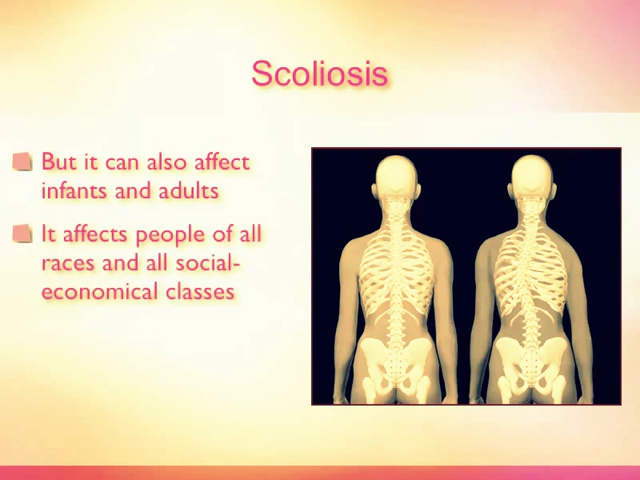 Scoliosis
But it can also affect
infants and adults
It affects people of all
races and all social-
economical classes